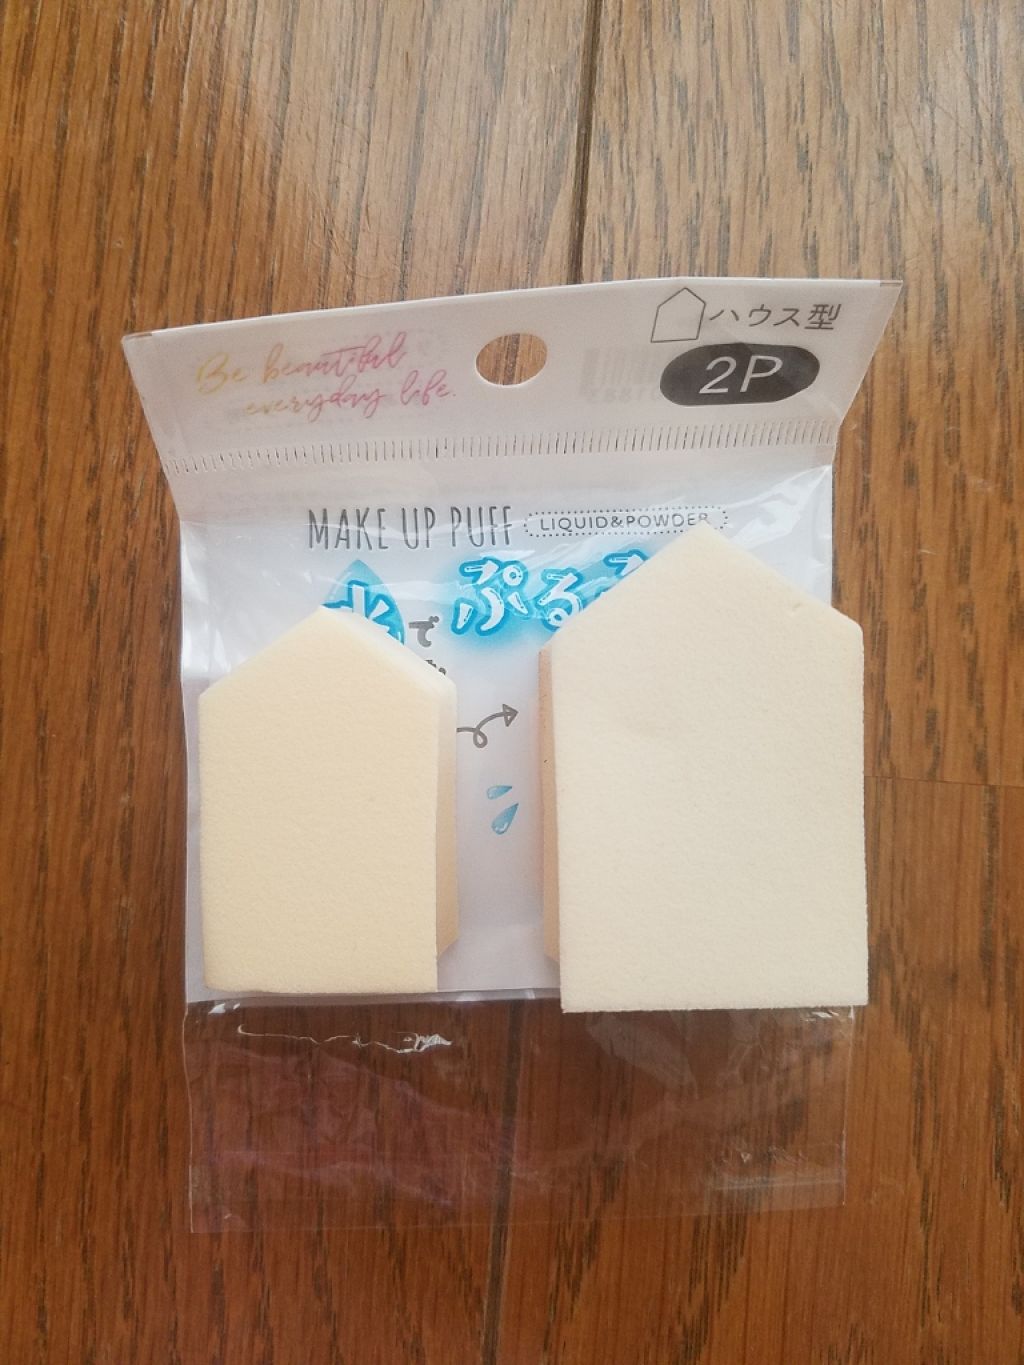 Be beautiful
everyday life.
ハウス型
2P
MAKE UP PUFF
LIQUID&POWDER
水で
ぷる